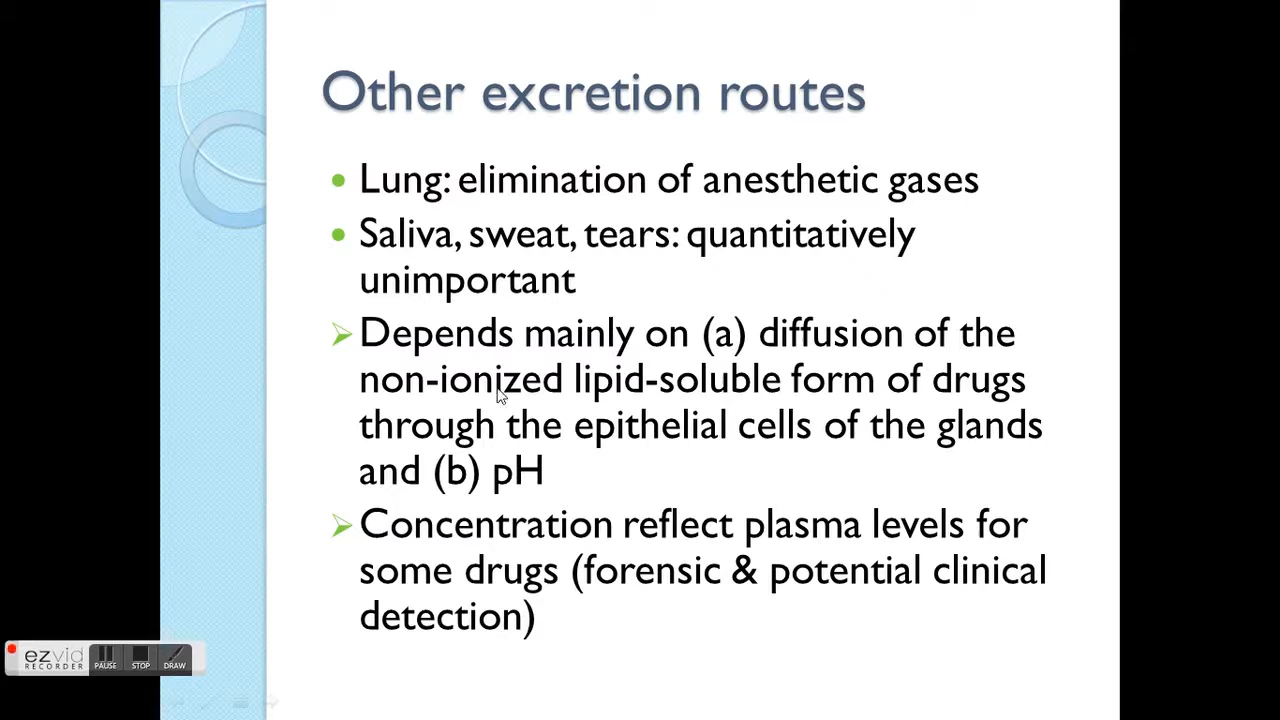 Other excretion routes
• Lung: elimination of anesthetic gases
• Saliva, sweat, tears: quantitatively
unimportant
➢ Depends mainly on (a) diffusion of the
non-ionized lipid-soluble form of drugs
through the epithelial cells of the glands
and (b) pH
➢ Concentration reflect plasma levels for
some drugs (forensic & potential clinical
detection)
ezvid
RECORDER
PAUSE STOP DRAW